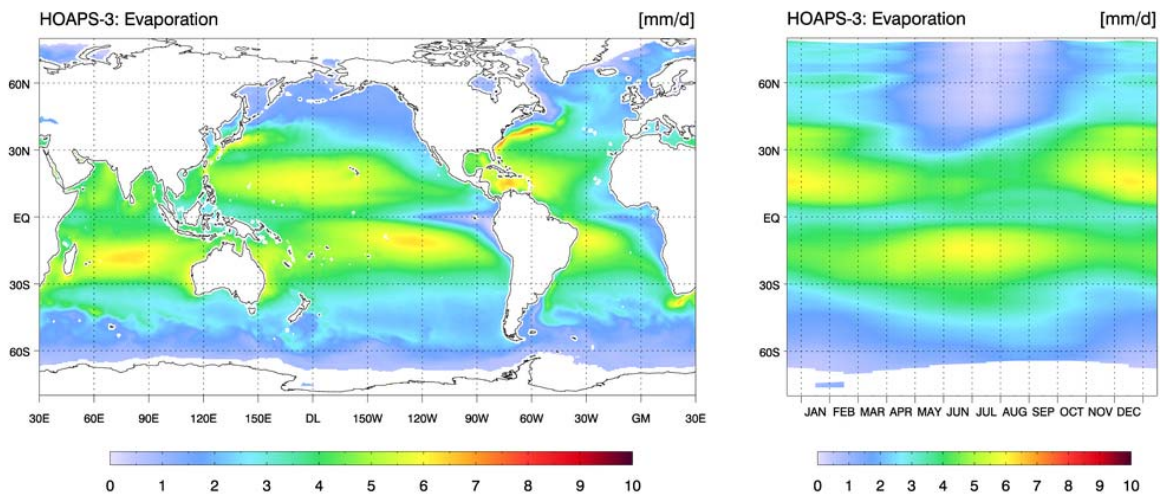 HOAPS-3: Evaporation [mm/d]
60N
30N
EQ
30S
60S
30E 60E 90E 120E 150E DL 150W 120W 90W 60W 30W GM 30E
0 1 2 3 4 5 6 7 8 9 10
HOAPS-3: Evaporation [mm/d]
60N
30N
EQ
30S
60S
JAN FEB MAR APR MAY JUN JUL AUG SEP OCT NOV DEC
0 1 2 3 4 5 6 7 8 9 10